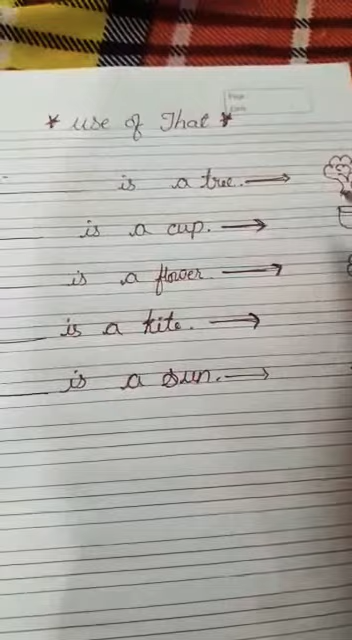 * use of That *
is a tree.
is a cup.
is a flower
is a kite.
is a sun.